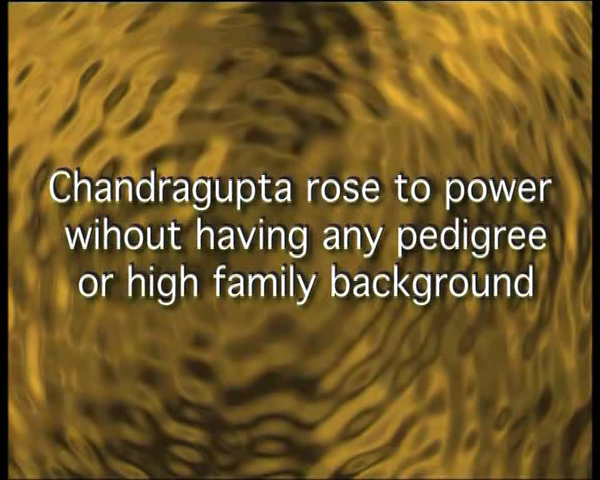 Chandragupta rose to power
wihout having any pedigree
or high family background